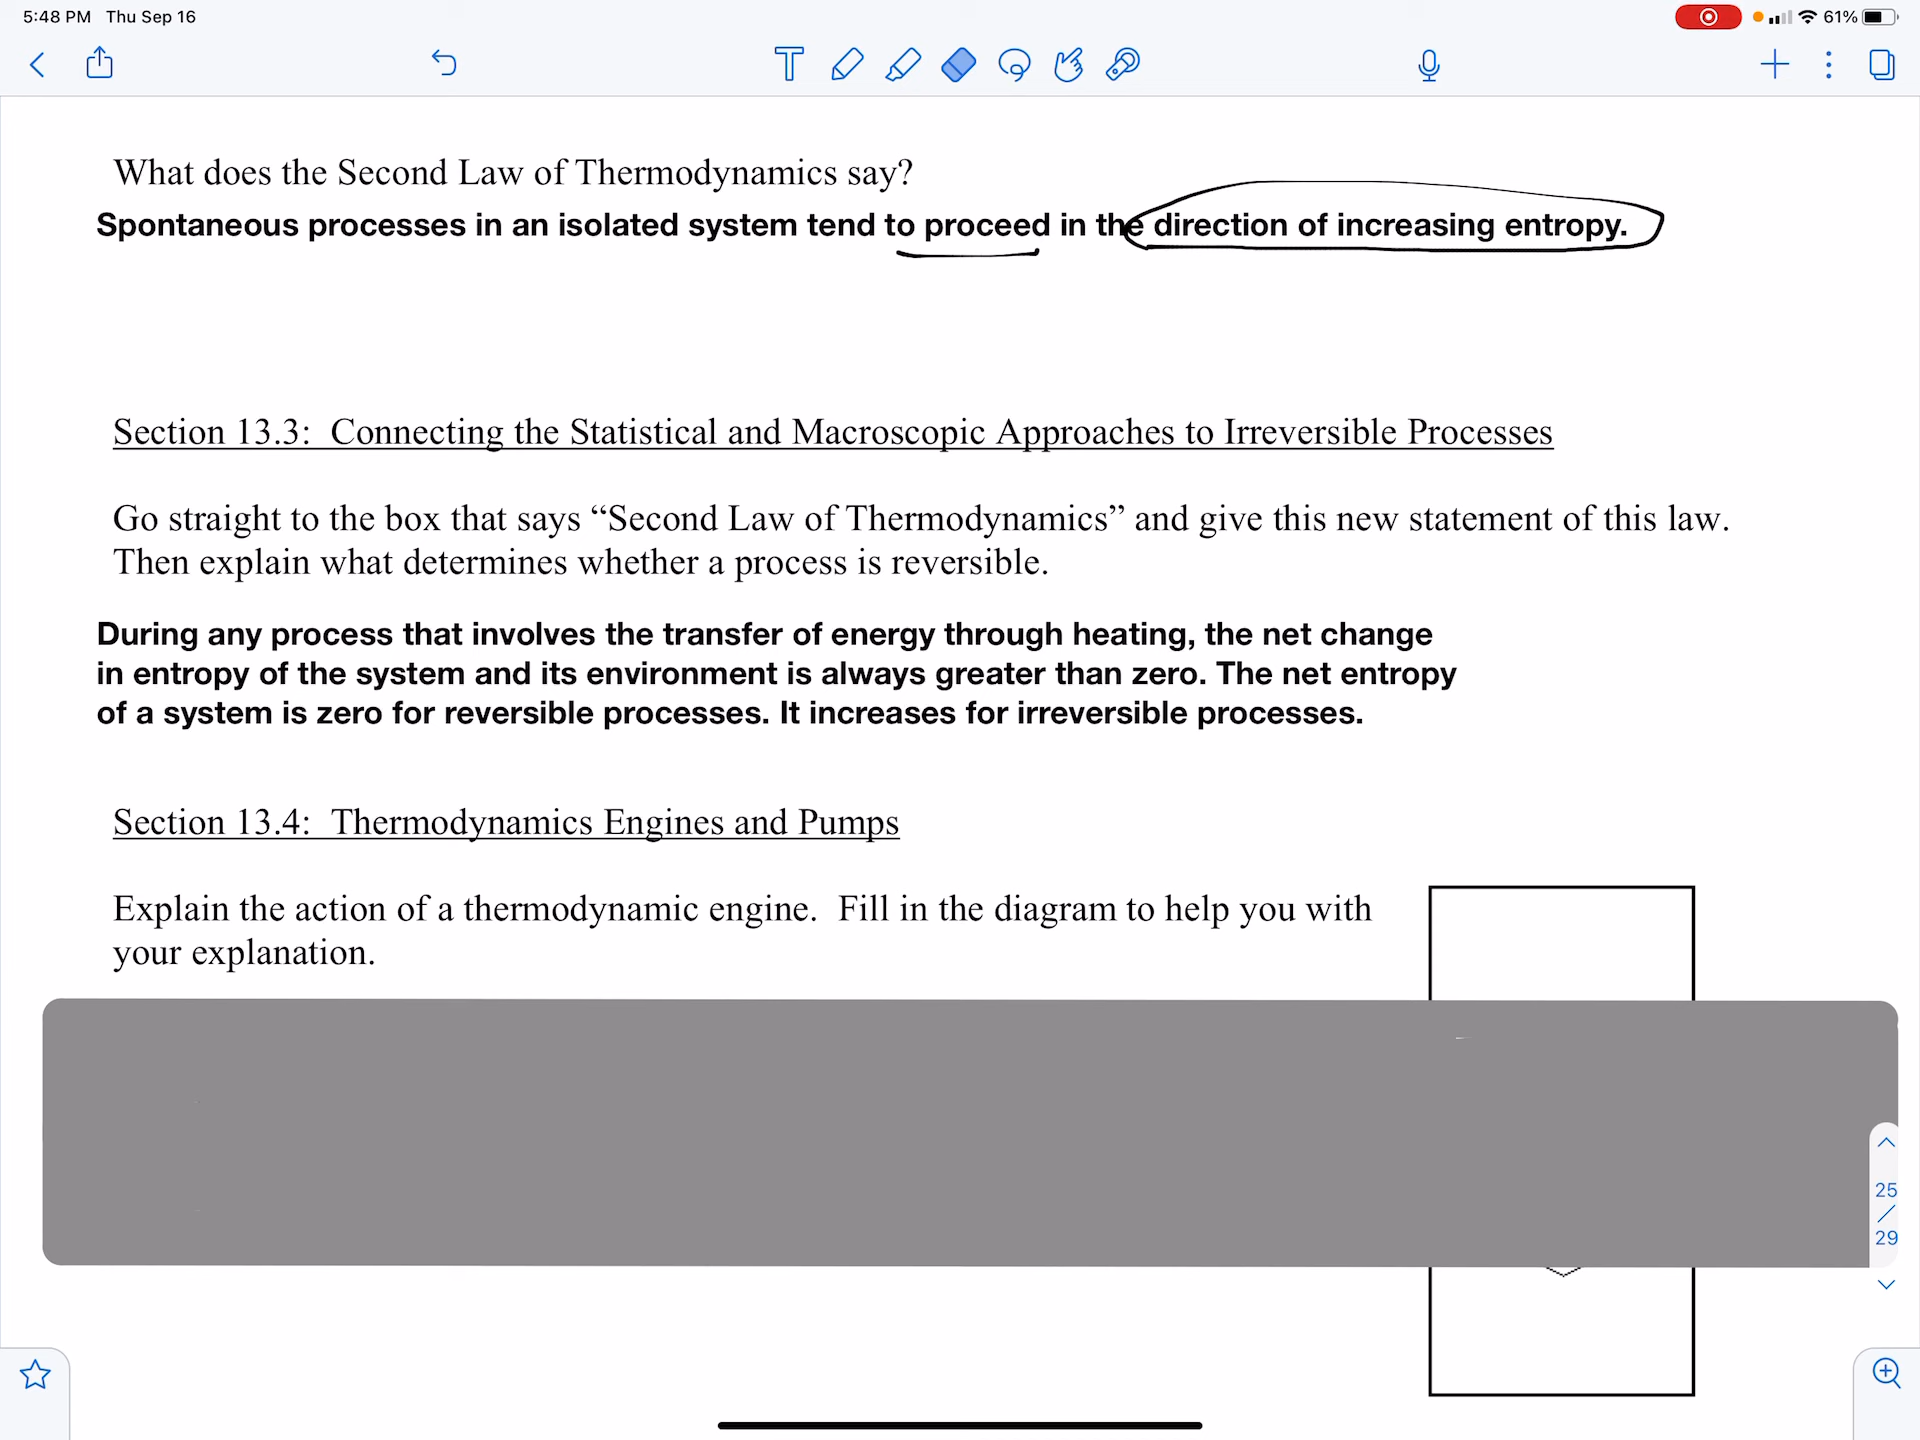 5:48 PM Thu Sep 16
61%
What does the Second Law of Thermodynamics say?
Spontaneous processes in an isolated system tend to proceed in the direction of increasing entropy.
Section 13.3: Connecting the Statistical and Macroscopic Approaches to Irreversible Processes
Go straight to the box that says “Second Law of Thermodynamics” and give this new statement of this law.
Then explain what determines whether a process is reversible.
During any process that involves the transfer of energy through heating, the net change
in entropy of the system and its environment is always greater than zero. The net entropy
of a system is zero for reversible processes. It increases for irreversible processes.
Section 13.4: Thermodynamics Engines and Pumps
Explain the action of a thermodynamic engine. Fill in the diagram to help you with
your explanation.
25
/
29